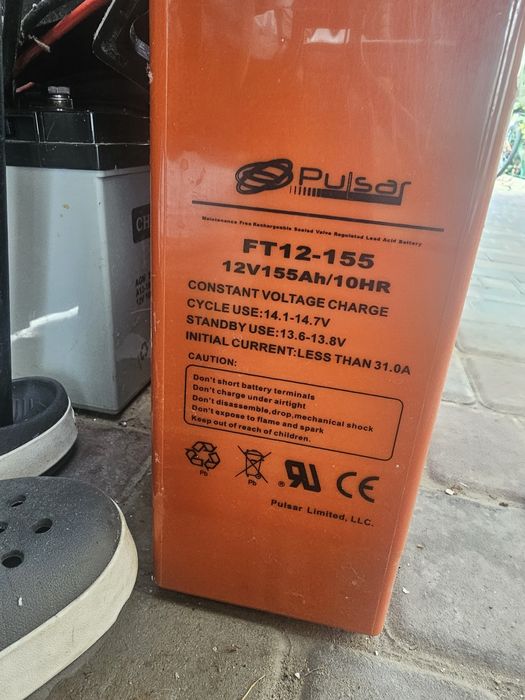 Pulsar
Maintenance Free Rechargeable Sealed Valve Regulated Lead Acid Battery
FT12-155
12V155Ah/10HR
CONSTANT VOLTAGE CHARGE
CYCLE USE:14.1-14.7V
STANDBY USE:13.6-13.8V
INITIAL CURRENT:LESS THAN 31.0A
CAUTION:
Don't short battery terminals
Don't charge under airtight
Don't disassemble,drop,mechanical shock
Don't expose to flame and spark
Keep out of reach of children.
Pb
Pb
® RU CE
Pulsar Limited, LLC.
CH